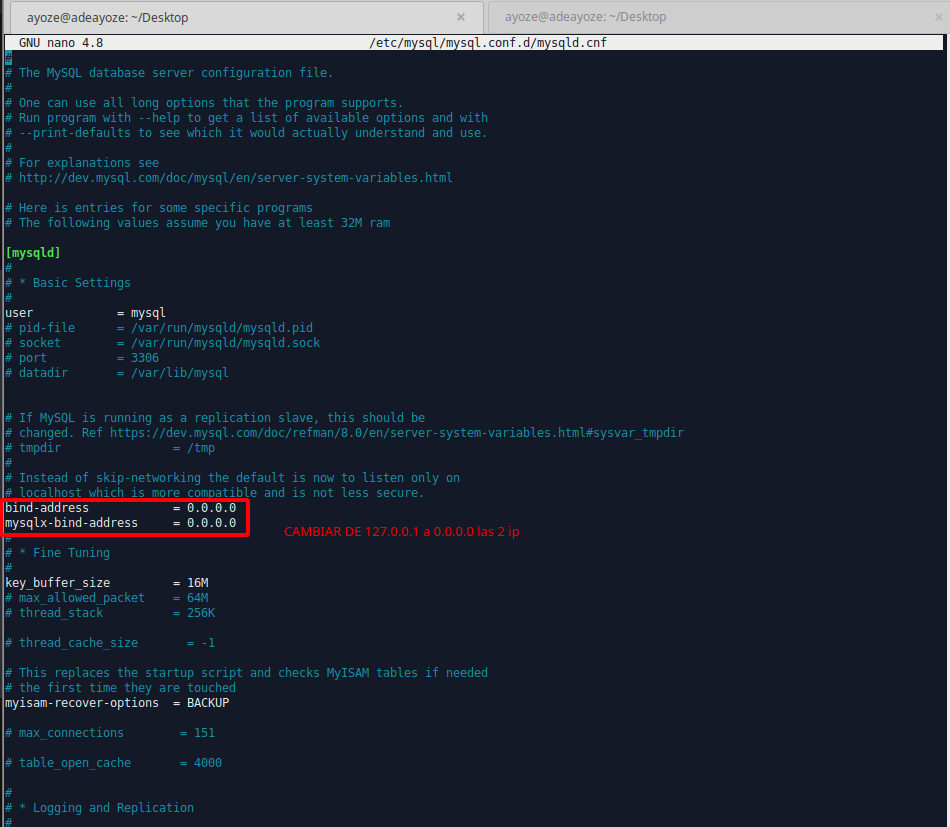 ayoze@adeayoze: ~/Desktop × ayoze@adeayoze: ~/Desktop ×
GNU nano 4.8 /etc/mysql/mysql.conf.d/mysqld.cnf
#
# The MySQL database server configuration file.
#
# One can use all long options that the program supports.
# Run program with --help to get a list of available options and with
# --print-defaults to see which it would actually understand and use.
#
# For explanations see
# http://dev.mysql.com/doc/mysql/en/server-system-variables.html
# Here is entries for some specific programs
# The following values assume you have at least 32M ram
[mysqld]
#
# * Basic Settings
#
user = mysql
# pid-file = /var/run/mysqld/mysqld.pid
# socket = /var/run/mysqld/mysqld.sock
# port = 3306
# datadir = /var/lib/mysql
# If MySQL is running as a replication slave, this should be
# changed. Ref https://dev.mysql.com/doc/refman/8.0/en/server-system-variables.html#sysvar_tmpdir
# tmpdir = /tmp
#
# Instead of skip-networking the default is now to listen only on
# localhost which is more compatible and is not less secure.
bind-address = 0.0.0.0
mysqlx-bind-address = 0.0.0.0
CAMBIAR DE 127.0.0.1 a 0.0.0.0 las 2 ip
#
# * Fine Tuning
#
key_buffer_size = 16M
# max_allowed_packet = 64M
# thread_stack = 256K
# thread_cache_size = -1
# This replaces the startup script and checks MyISAM tables if needed
# the first time they are touched
myisam-recover-options = BACKUP
# max_connections = 151
# table_open_cache = 4000
#
# * Logging and Replication
#